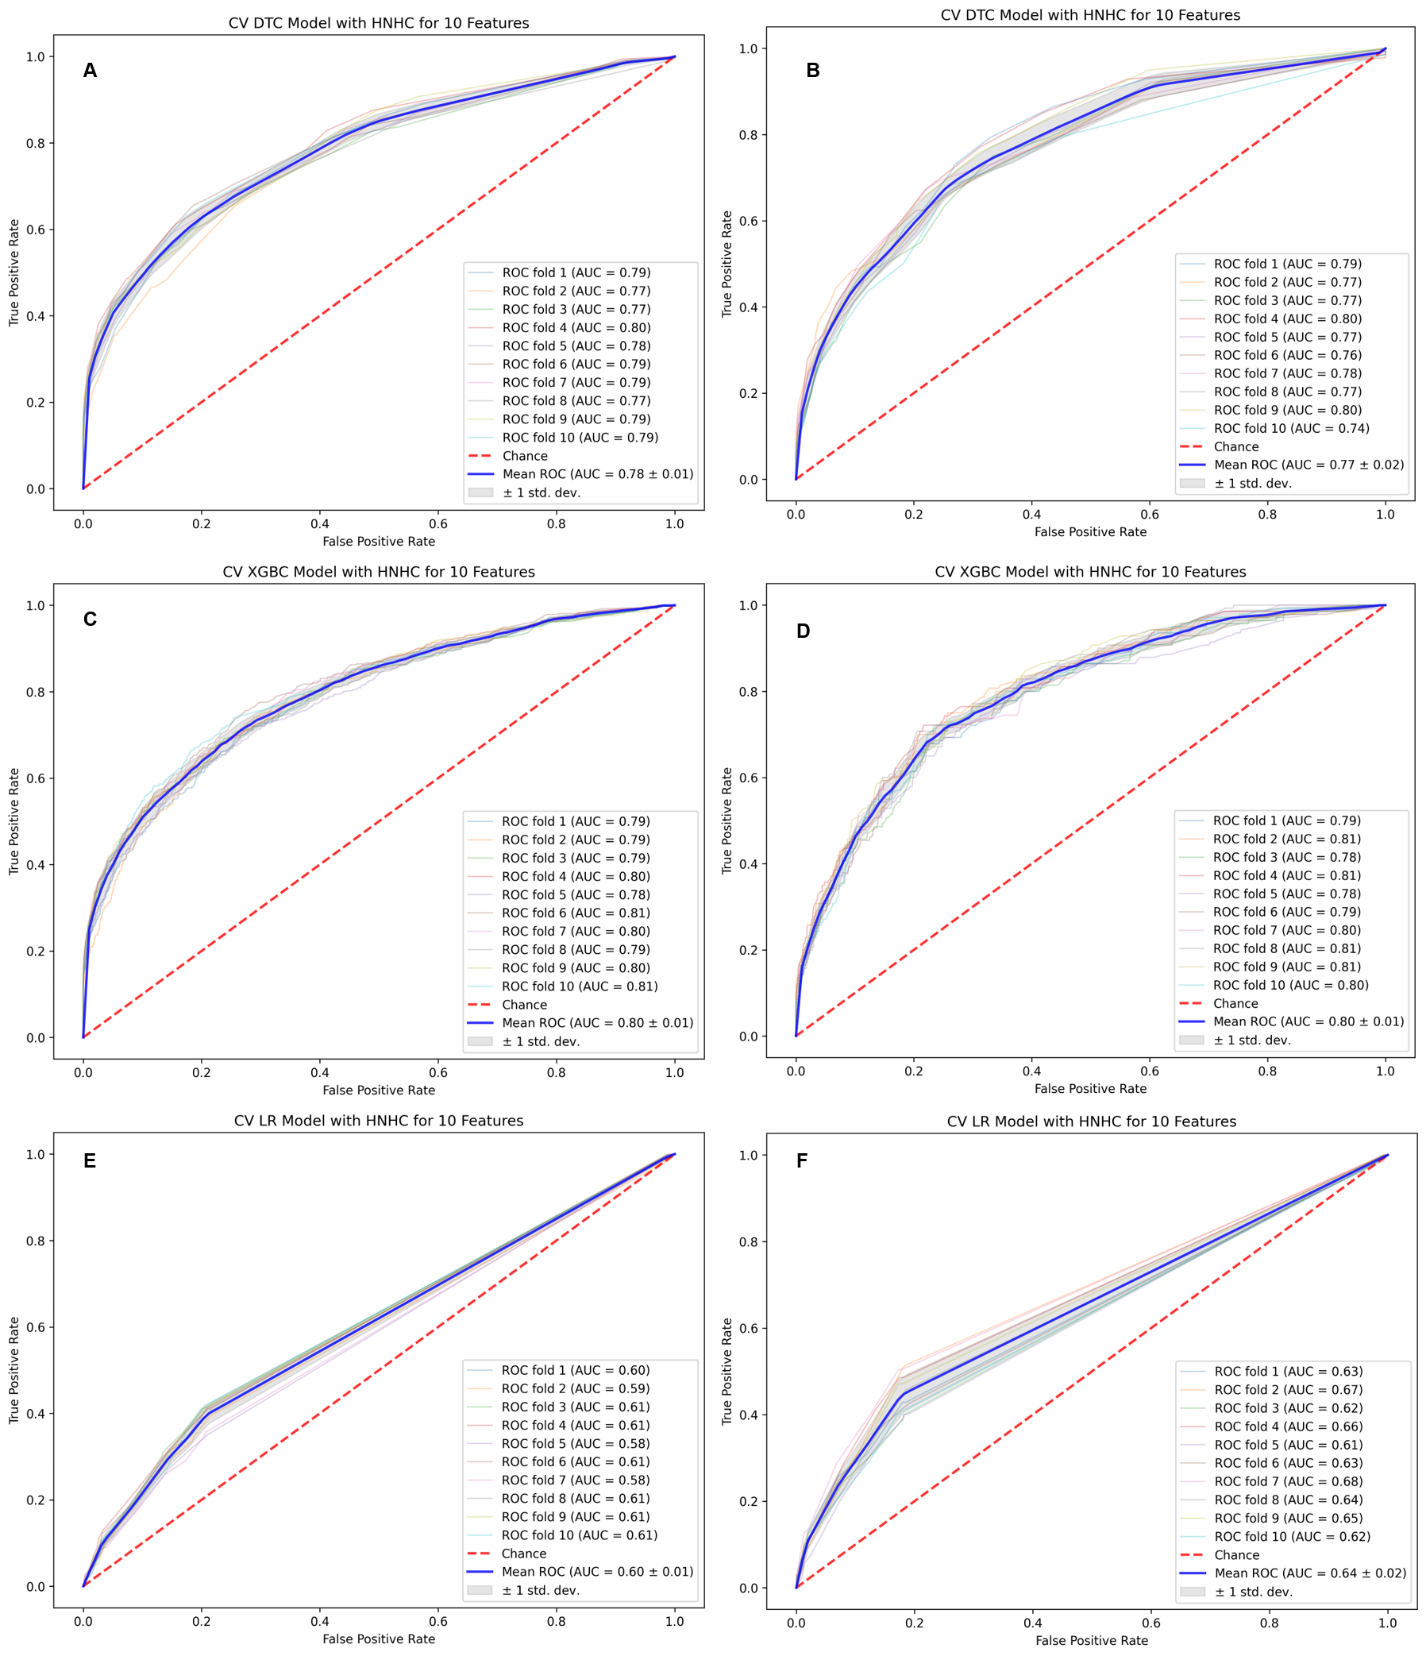 CV DTC Model with HNHC for 10 Features
A
1.0
0.8
0.6
0.4
0.2
0.0
True Positive Rate
ROC fold 1 (AUC = 0.79)
ROC fold 2 (AUC = 0.77)
ROC fold 3 (AUC = 0.77)
ROC fold 4 (AUC = 0.80)
ROC fold 5 (AUC = 0.78)
ROC fold 6 (AUC = 0.79)
ROC fold 7 (AUC = 0.79)
ROC fold 8 (AUC = 0.77)
ROC fold 9 (AUC = 0.79)
ROC fold 10 (AUC = 0.79)
Chance
Mean ROC (AUC = 0.78 ± 0.01)
± 1 std. dev.
0.0 0.2 0.4 0.6 0.8 1.0
False Positive Rate
CV DTC Model with HNHC for 10 Features
B
1.0
0.8
0.6
0.4
0.2
0.0
True Positive Rate
ROC fold 1 (AUC = 0.79)
ROC fold 2 (AUC = 0.77)
ROC fold 3 (AUC = 0.77)
ROC fold 4 (AUC = 0.80)
ROC fold 5 (AUC = 0.77)
ROC fold 6 (AUC = 0.76)
ROC fold 7 (AUC = 0.78)
ROC fold 8 (AUC = 0.77)
ROC fold 9 (AUC = 0.80)
ROC fold 10 (AUC = 0.74)
Chance
Mean ROC (AUC = 0.77 ± 0.02)
± 1 std. dev.
0.0 0.2 0.4 0.6 0.8 1.0
False Positive Rate
CV XGBC Model with HNHC for 10 Features
C
1.0
0.8
0.6
0.4
0.2
0.0
True Positive Rate
ROC fold 1 (AUC = 0.79)
ROC fold 2 (AUC = 0.79)
ROC fold 3 (AUC = 0.79)
ROC fold 4 (AUC = 0.80)
ROC fold 5 (AUC = 0.78)
ROC fold 6 (AUC = 0.81)
ROC fold 7 (AUC = 0.80)
ROC fold 8 (AUC = 0.79)
ROC fold 9 (AUC = 0.80)
ROC fold 10 (AUC = 0.81)
Chance
Mean ROC (AUC = 0.80 ± 0.01)
± 1 std. dev.
0.0 0.2 0.4 0.6 0.8 1.0
False Positive Rate
CV XGBC Model with HNHC for 10 Features
D
1.0
0.8
0.6
0.4
0.2
0.0
True Positive Rate
ROC fold 1 (AUC = 0.79)
ROC fold 2 (AUC = 0.81)
ROC fold 3 (AUC = 0.78)
ROC fold 4 (AUC = 0.81)
ROC fold 5 (AUC = 0.78)
ROC fold 6 (AUC = 0.79)
ROC fold 7 (AUC = 0.80)
ROC fold 8 (AUC = 0.81)
ROC fold 9 (AUC = 0.81)
ROC fold 10 (AUC = 0.80)
Chance
Mean ROC (AUC = 0.80 ± 0.01)
± 1 std. dev.
0.0 0.2 0.4 0.6 0.8 1.0
False Positive Rate
CV LR Model with HNHC for 10 Features
E
1.0
0.8
0.6
0.4
0.2
0.0
True Positive Rate
ROC fold 1 (AUC = 0.60)
ROC fold 2 (AUC = 0.59)
ROC fold 3 (AUC = 0.61)
ROC fold 4 (AUC = 0.61)
ROC fold 5 (AUC = 0.58)
ROC fold 6 (AUC = 0.61)
ROC fold 7 (AUC = 0.58)
ROC fold 8 (AUC = 0.61)
ROC fold 9 (AUC = 0.61)
ROC fold 10 (AUC = 0.61)
Chance
Mean ROC (AUC = 0.60 ± 0.01)
± 1 std. dev.
0.0 0.2 0.4 0.6 0.8 1.0
False Positive Rate
CV LR Model with HNHC for 10 Features
F
1.0
0.8
0.6
0.4
0.2
0.0
True Positive Rate
ROC fold 1 (AUC = 0.63)
ROC fold 2 (AUC = 0.67)
ROC fold 3 (AUC = 0.62)
ROC fold 4 (AUC = 0.66)
ROC fold 5 (AUC = 0.61)
ROC fold 6 (AUC = 0.63)
ROC fold 7 (AUC = 0.68)
ROC fold 8 (AUC = 0.64)
ROC fold 9 (AUC = 0.65)
ROC fold 10 (AUC = 0.62)
Chance
Mean ROC (AUC = 0.64 ± 0.02)
± 1 std. dev.
0.0 0.2 0.4 0.6 0.8 1.0
False Positive Rate